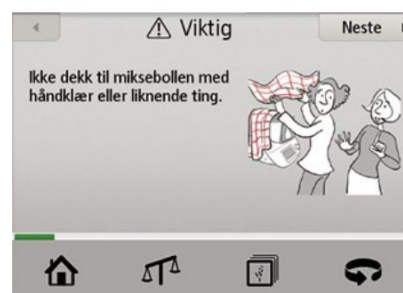 Viktig
Neste
Ikke dekk til miksebollen med
håndklær eller liknende ting.